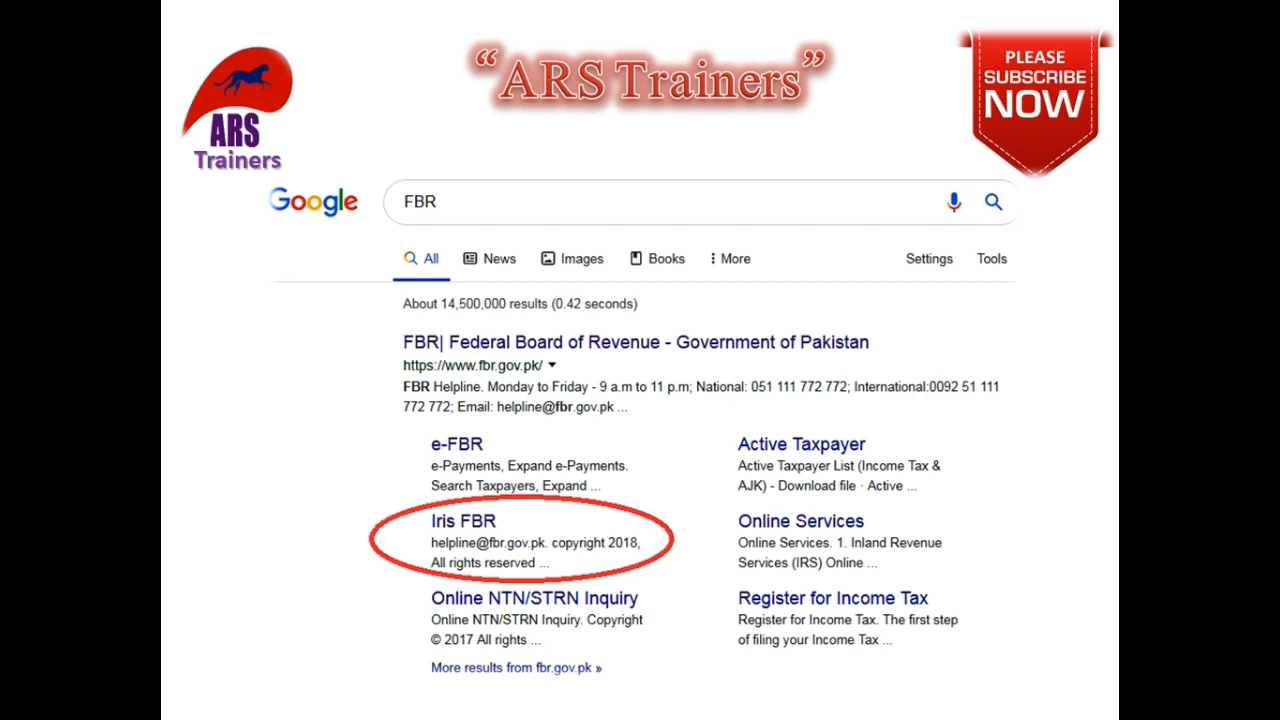 “ARS Trainers”
ARS
Trainers
PLEASE
SUBSCRIBE
NOW
Google
FBR
All News Images Books More Settings Tools
About 14,500,000 results (0.42 seconds)
FBR| Federal Board of Revenue - Government of Pakistan
https://www.fbr.gov.pk/
FBR Helpline. Monday to Friday - 9 a.m to 11 p.m; National: 051 111 772 772; International:0092 51 111
772 772; Email: helpline@fbr.gov.pk ...
e-FBR
e-Payments, Expand e-Payments.
Search Taxpayers, Expand ...
Active Taxpayer
Active Taxpayer List (Income Tax &
AJK) - Download file · Active ...
Iris FBR
helpline@fbr.gov.pk. copyright 2018,
All rights reserved ...
Online Services
Online Services. 1. Inland Revenue
Services (IRS) Online ...
Online NTN/STRN Inquiry
Online NTN/STRN Inquiry. Copyright
© 2017 All rights ...
Register for Income Tax
Register for Income Tax. The first step
of filing your Income Tax ...
More results from fbr.gov.pk »